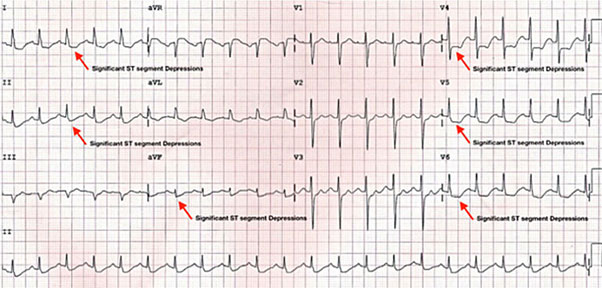 I aVR V1 V4
Significant ST segment Depressions
II aVL V2 V5
Significant ST segment Depressions
Significant ST segment Depressions
Significant ST segment Depressions
III aVF V3 V6
Significant ST segment Depressions
Significant ST segment Depressions
II